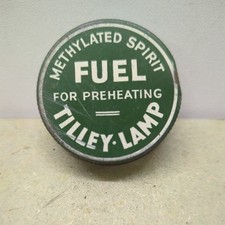 METHYLATED SPIRIT
FUEL
FOR PREHEATING
TILLEY·LAMP